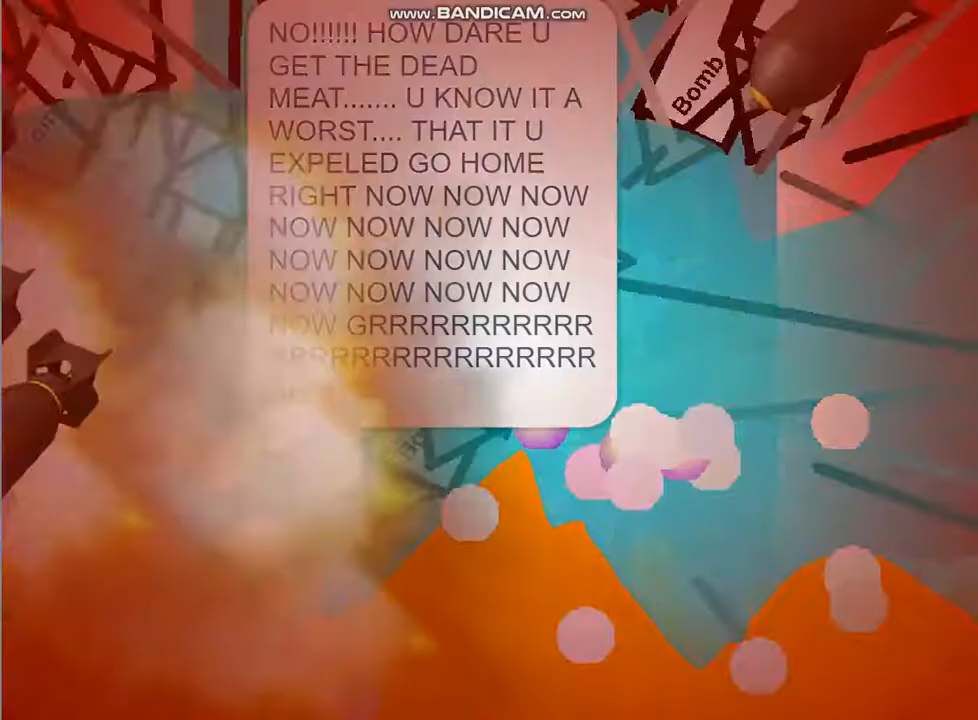 WWW.BANDICAM.COM
NO!!!!!! HOW DARE U
GET THE DEAD
MEAT....... U KNOW IT A
WORST.... THAT IT U
EXPELED GO HOME
RIGHT NOW NOW NOW
NOW NOW NOW NOW
NOW NOW NOW NOW
NOW NOW NOW NOW
NOW GRRRRRRRRRRR
RRRRRRRRRRRRRRRR
Bomb